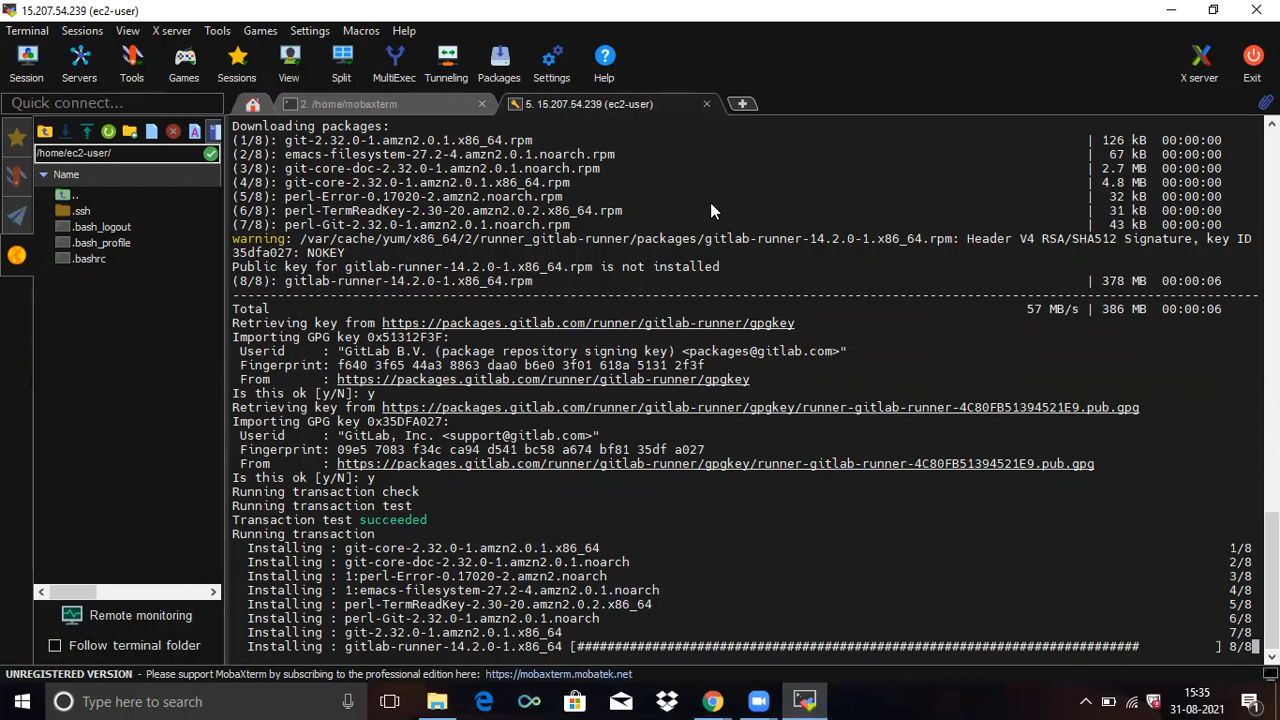 15.207.54.239 (ec2-user)
Terminal Sessions View X server Tools Games Settings Macros Help
Session Servers Tools Games Sessions View Split MultiExec Tunneling Packages Settings Help X server Exit
Quick connect...
2. /home/mobaxterm
5. 15.207.54.239 (ec2-user)
/home/ec2-user/
Name
..
.ssh
.bash_logout
.bash_profile
.bashrc
Remote monitoring
Follow terminal folder
Downloading packages:
(1/8): git-2.32.0-1.amzn2.0.1.x86_64.rpm | 126 kB 00:00:00
(2/8): emacs-filesystem-27.2-4.amzn2.0.1.noarch.rpm | 67 kB 00:00:00
(3/8): git-core-doc-2.32.0-1.amzn2.0.1.noarch.rpm | 2.7 MB 00:00:00
(4/8): git-core-2.32.0-1.amzn2.0.1.x86_64.rpm | 4.8 MB 00:00:00
(5/8): perl-Error-0.17020-2.amzn2.noarch.rpm | 32 kB 00:00:00
(6/8): perl-TermReadKey-2.30-20.amzn2.0.2.x86_64.rpm | 31 kB 00:00:00
(7/8): perl-Git-2.32.0-1.amzn2.0.1.noarch.rpm | 43 kB 00:00:00
warning: /var/cache/yum/x86_64/2/runner_gitlab-runner/packages/gitlab-runner-14.2.0-1.x86_64.rpm: Header V4 RSA/SHA512 Signature, key ID
35dfa027: NOKEY
Public key for gitlab-runner-14.2.0-1.x86_64.rpm is not installed
(8/8): gitlab-runner-14.2.0-1.x86_64.rpm | 378 MB 00:00:06
--------------------------------------------------------------------------------
Total 57 MB/s | 386 MB 00:00:06
Retrieving key from https://packages.gitlab.com/runner/gitlab-runner/gpgkey
Importing GPG key 0x51312F3F:
Userid : "GitLab B.V. (package repository signing key) <packages@gitlab.com>"
Fingerprint: f640 3f65 44a3 8863 daa0 b6e0 3f01 618a 5131 2f3f
From : https://packages.gitlab.com/runner/gitlab-runner/gpgkey
Is this ok [y/N]: y
Retrieving key from https://packages.gitlab.com/runner/gitlab-runner/gpgkey/runner-gitlab-runner-4C80FB51394521E9.pub.gpg
Importing GPG key 0x35DFA027:
Userid : "GitLab, Inc. <support@gitlab.com>"
Fingerprint: 09e5 7083 f34c ca94 d541 bc58 a674 bf81 35df a027
From : https://packages.gitlab.com/runner/gitlab-runner/gpgkey/runner-gitlab-runner-4C80FB51394521E9.pub.gpg
Is this ok [y/N]: y
Running transaction check
Running transaction test
Transaction test succeeded
Running transaction
Installing : git-core-2.32.0-1.amzn2.0.1.x86_64 1/8
Installing : git-core-doc-2.32.0-1.amzn2.0.1.noarch 2/8
Installing : 1:perl-Error-0.17020-2.amzn2.noarch 3/8
Installing : 1:emacs-filesystem-27.2-4.amzn2.0.1.noarch 4/8
Installing : perl-TermReadKey-2.30-20.amzn2.0.2.x86_64 5/8
Installing : perl-Git-2.32.0-1.amzn2.0.1.noarch 6/8
Installing : git-2.32.0-1.amzn2.0.1.x86_64 7/8
Installing : gitlab-runner-14.2.0-1.x86_64 [########################################################################### ] 8/8
UNREGISTERED VERSION - Please support MobaXterm by subscribing to the professional edition here: https://mobaxterm.mobatek.net
Type here to search
15:35
31-08-2021
1